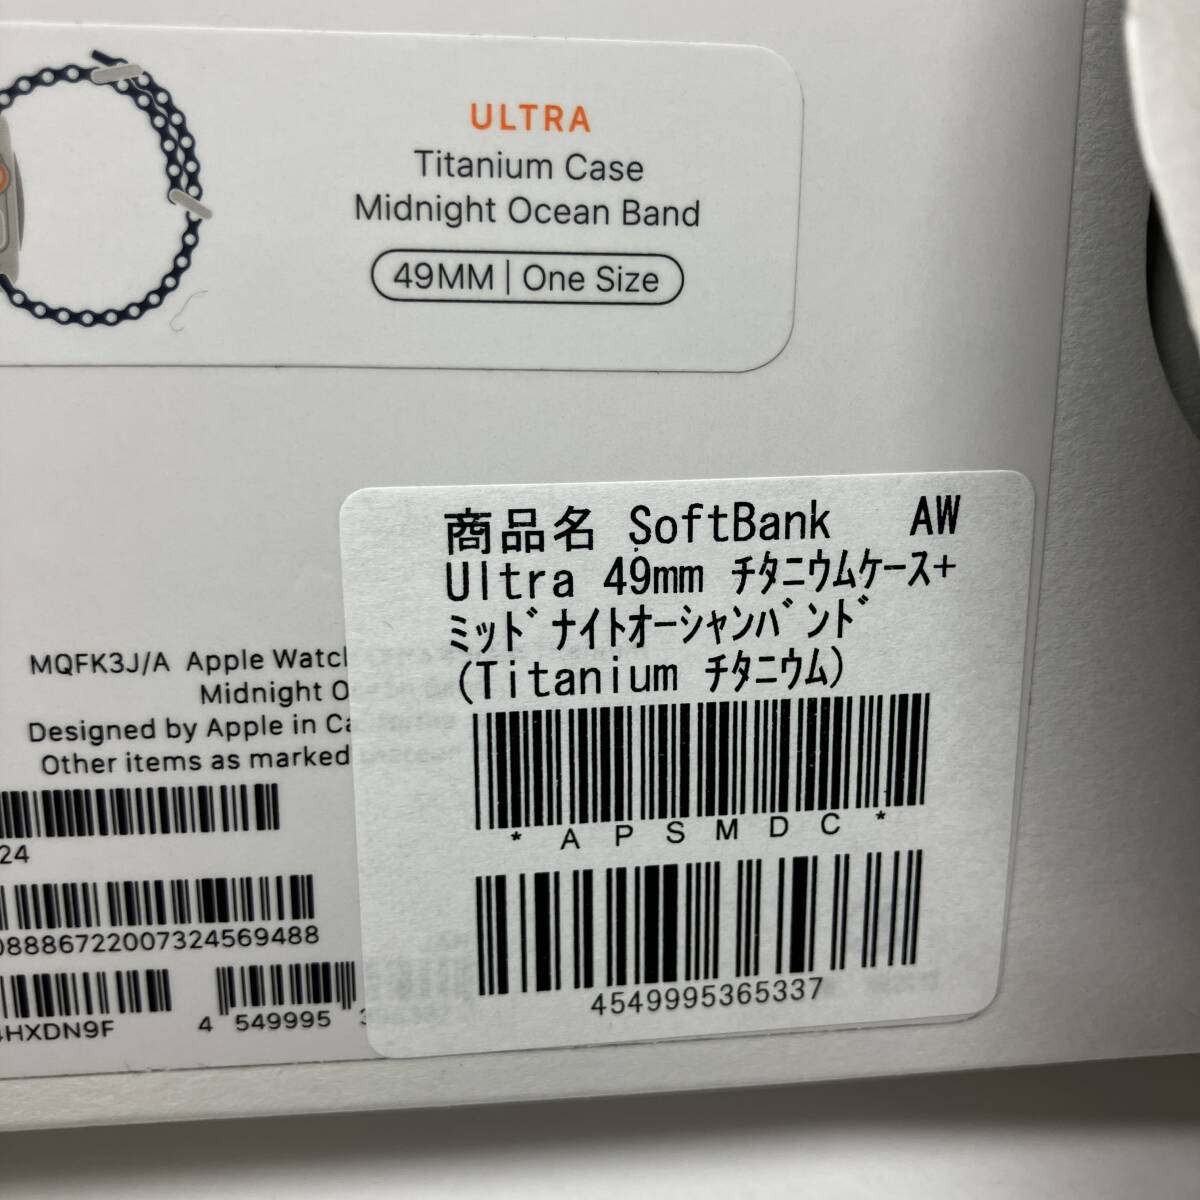 ULTRA
Titanium Case
Midnight Ocean Band
49MM | One Size
商品名 SoftBank AW
Ultra 49mm ﾁﾀﾆｳﾑｹｰｽ+
ﾐｯﾄﾞﾅｲﾄｵｰｼｬﾝﾊﾞﾝﾄﾞ
(Titanium ﾁﾀﾆｳﾑ)
*APSMDC*
4549995365337
MQFK3J/A Apple Watch
Midnight O
Designed by Apple in Ca
Other items as marked
24
0888672200732456​9488
HXDN9F
4 549995